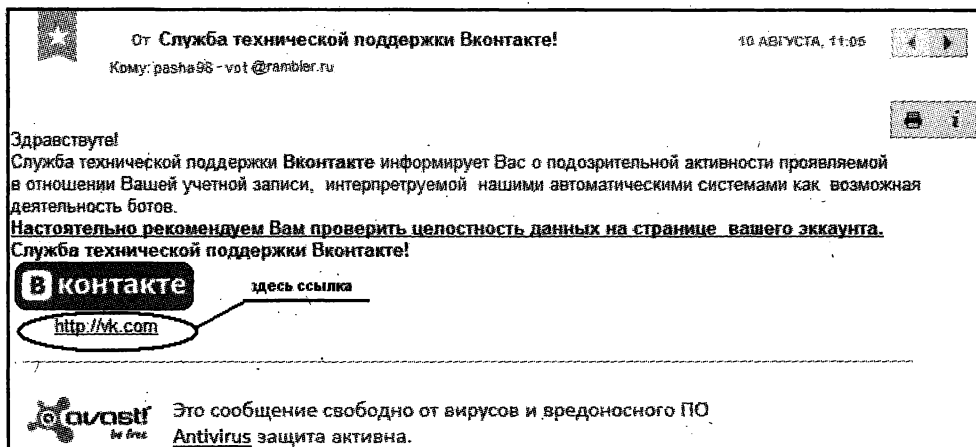 От Служба технической поддержки Вконтакте!
10 АВГУСТА, 11:05
Кому: pasha98-vot @rambler.ru
Здравствуте!
Служба технической поддержки Вконтакте информирует Вас о подозрительной активности проявляемой
в отношении Вашей учетной записи, интерпретируемой нашими автоматическими системами как возможная
деятельность ботов.
Настоятельно рекомендуем Вам проверить целостность данных на странице вашего эккаунта.
Служба технической поддержки Вконтакте!
В контакте
здесь ссылка
http://vk.com
avast!
be free
Это сообщение свободно от вирусов и вредоносного ПО
Antivirus защита активна.